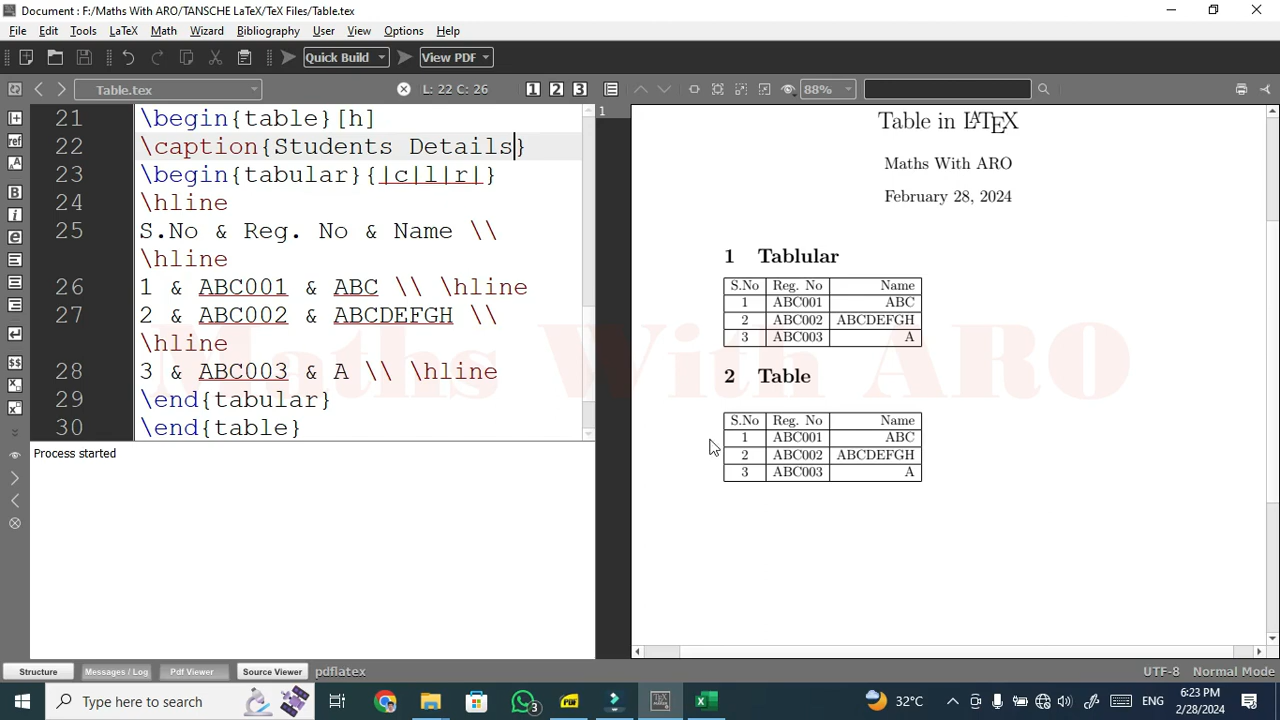 Document : F:/Maths With ARO/TANSCHE LaTeX/TeX Files/Table.tex
File Edit Tools LaTeX Math Wizard Bibliography User View Options Help
Quick Build View PDF
Table.tex L: 22 C: 26 1 2 3 88%
21 \begin{table}[h]
22 \caption{Students Details}
23 \begin{tabular}{|c|l|r|}
24 \hline
25 S.No & Reg. No & Name \\
\hline
26 1 & ABC001 & ABC \\ \hline
27 2 & ABC002 & ABCDEFGH \\
\hline
28 3 & ABC003 & A \\ \hline
29 \end{tabular}
30 \end{table}
Process started
1
Table in LATEX
Maths With ARO
February 28, 2024
1 Tablular
S.No Reg. No Name
1 ABC001 ABC
2 ABC002 ABCDEFGH
3 ABC003 A
2 Table
S.No Reg. No Name
1 ABC001 ABC
2 ABC002 ABCDEFGH
3 ABC003 A
Maths With ARO
Structure Messages / Log Pdf Viewer Source Viewer pdflatex UTF-8 Normal Mode
Type here to search 3 32°C ENG 6:23 PM
2/28/2024